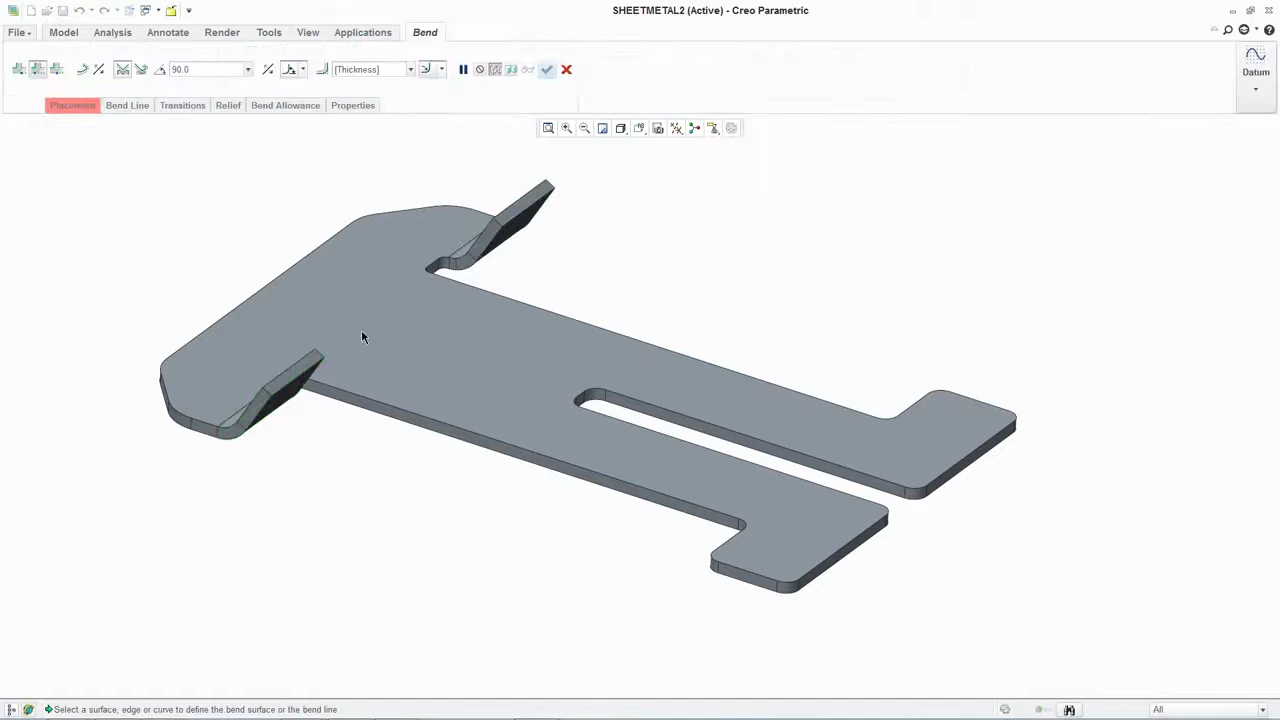 SHEETMETAL2 (Active) - Creo Parametric
File Model Analysis Annotate Render Tools View Applications Bend
90.0 [Thickness]
Datum
Placement Bend Line Transitions Relief Bend Allowance Properties
Select a surface, edge or curve to define the bend surface or the bend line
All